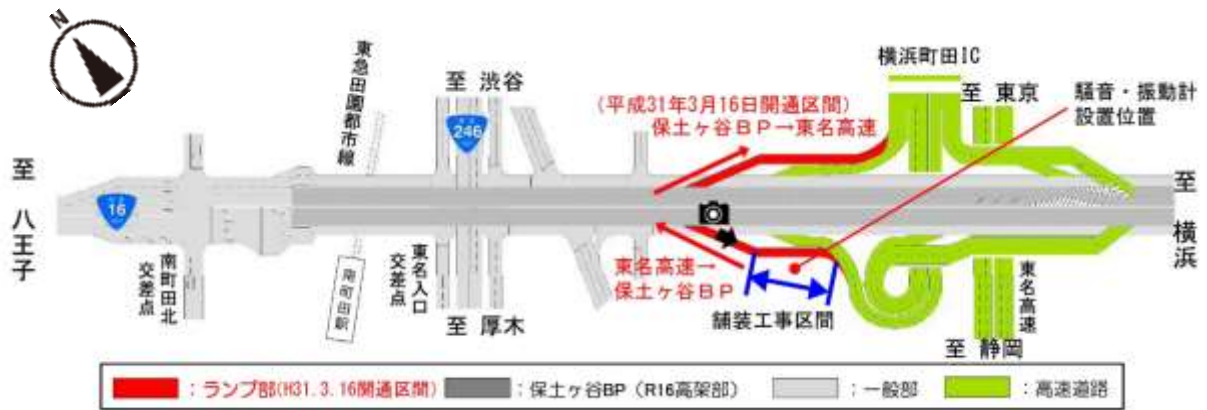 N
横浜町田IC
至 渋谷
至 東京
騒音・振動計
設置位置
東急田園都市線
246
(平成31年3月16日開通区間)
保土ヶ谷BP→東名高速
至 八王子
16
至 横浜
南町田北
交差点
南町田駅
東名入口
交差点
東名高速→
保土ヶ谷BP
東名高速
至 厚木
舗装工事区間
至 静岡
:ランプ部(H31.3.16開通区間)
:保土ヶ谷BP(R16高架部)
:一般部
:高速道路